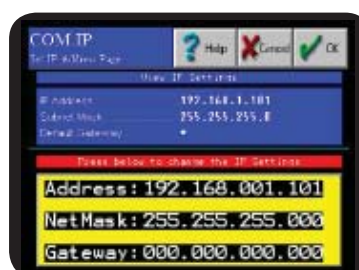 COM IP
Set IP Address Page
Help
Cancel
OK
View IP Settings
IP Address 192.168.1.101
Subnet Mask 255.255.255.0
Default Gateway *
Press below to change the IP Settings
Address:192.168.001.101
NetMask:255.255.255.000
Gateway:000.000.000.000